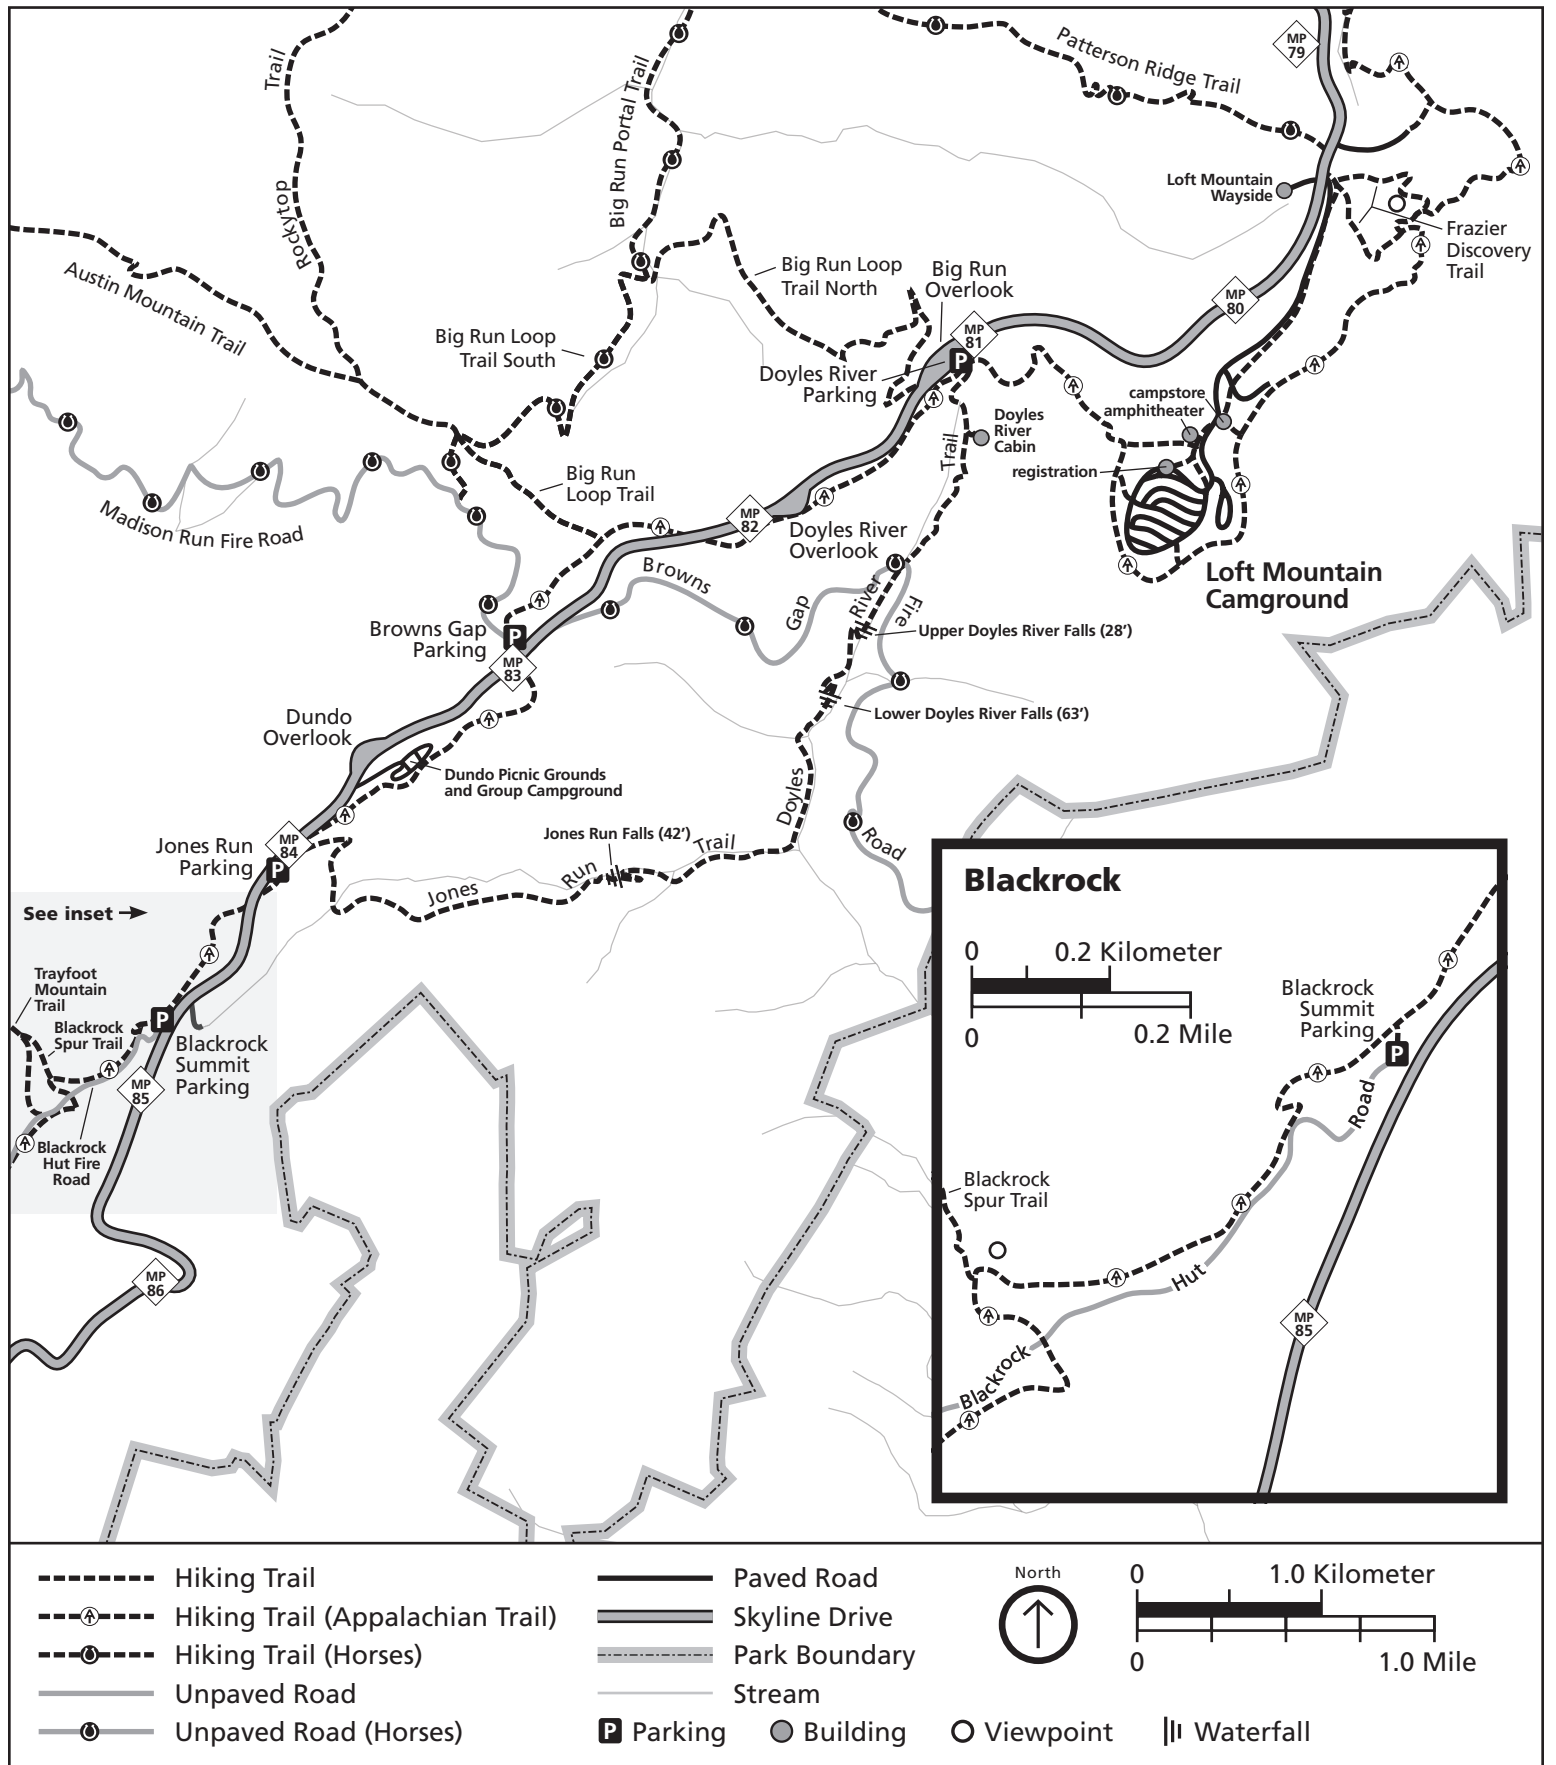 MP
79
Patterson Ridge Trail
Trail
Rocky top
Big Run Portal Trail
Loft Mountain
Wayside
Frazier
Discovery
Trail
Austin Mountain Trail
Big Run Loop
Trail North
Big Run
Overlook
MP
80
MP
81
Big Run Loop
Trail South
P
Doyles River
Parking
campstore
amphitheater
Doyles
River
Cabin
Trail
registration
Big Run
Loop Trail
Madison Run Fire Road
MP
82
Doyles River
Overlook
Loft Mountain
Camground
Browns
Gap
River
Fire
Upper Doyles River Falls (28’)
Browns Gap
Parking
P
MP
83
Lower Doyles River Falls (63’)
Dundo
Overlook
Dundo Picnic Grounds
and Group Campground
Doyles
Jones Run
Parking
MP
84
P
Jones Run Falls (42’)
Trail
Run
Jones
Road
See inset
Trayfoot
Mountain
Trail
Blackrock
Spur Trail
P
Blackrock
Summit
Parking
MP
85
Blackrock
Hut Fire
Road
MP
86
Blackrock
0 0.2 Kilometer
0 0.2 Mile
Blackrock
Summit
Parking
P
Road
Blackrock
Spur Trail
Hut
Blackrock
MP
85
Hiking Trail
Hiking Trail (Appalachian Trail)
Hiking Trail (Horses)
Unpaved Road
Unpaved Road (Horses)
Paved Road
Skyline Drive
Park Boundary
Stream
P Parking
Building
Viewpoint
Waterfall
North
0 1.0 Kilometer
0 1.0 Mile